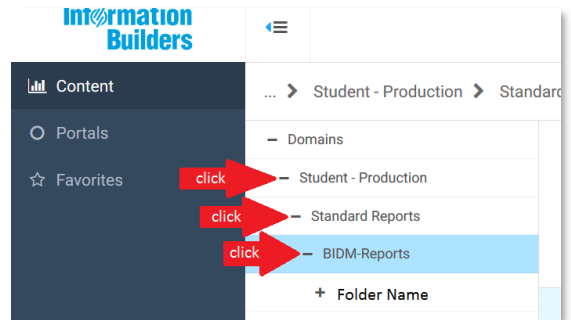 Information
Builders
Content
Portals
Favorites
... > Student - Production > Standard
− Domains
click − Student - Production
click − Standard Reports
click − BIDM-Reports
+ Folder Name